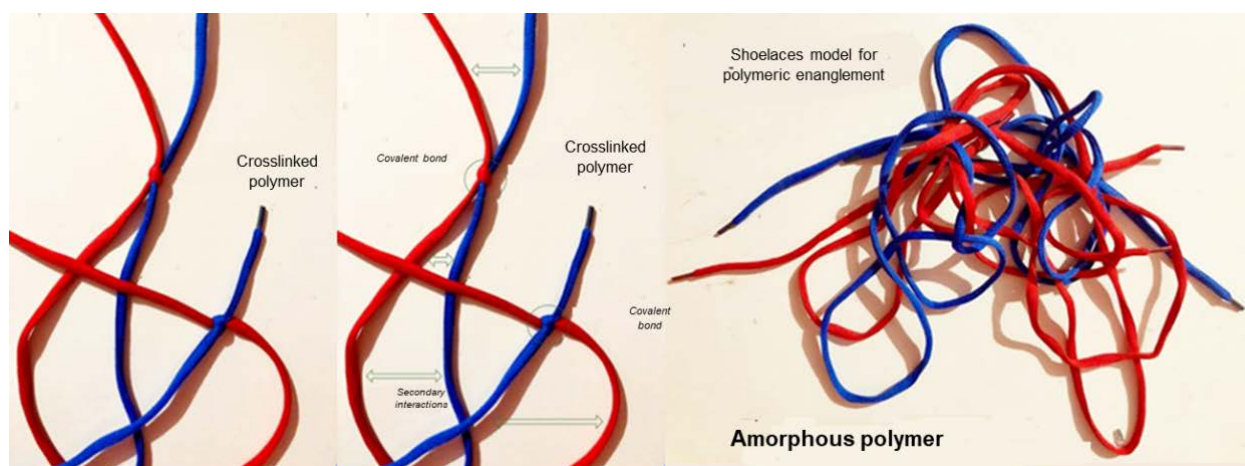 Crosslinked
polymer
Covalent bond
Crosslinked
polymer
Covalent
bond
Secondary
interactions
Shoelaces model for
polymeric enanglement
Amorphous polymer